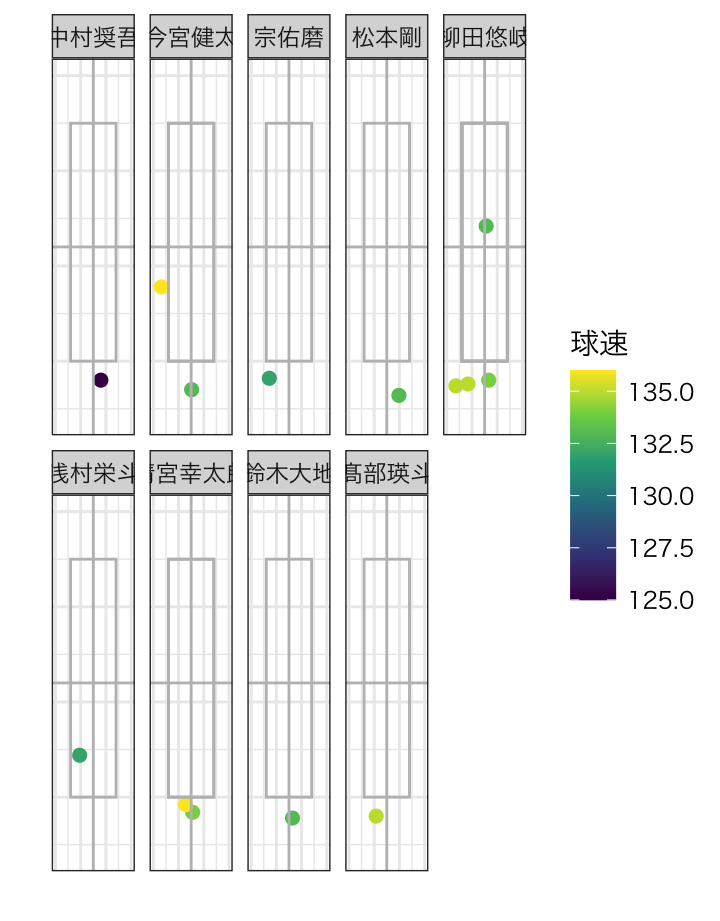 中村奨吾
今宮健太
宗佑磨
松本剛
柳田悠岐
浅村栄斗
清宮幸太郎
鈴木大地
髙部瑛斗
球速
135.0
132.5
130.0
127.5
125.0